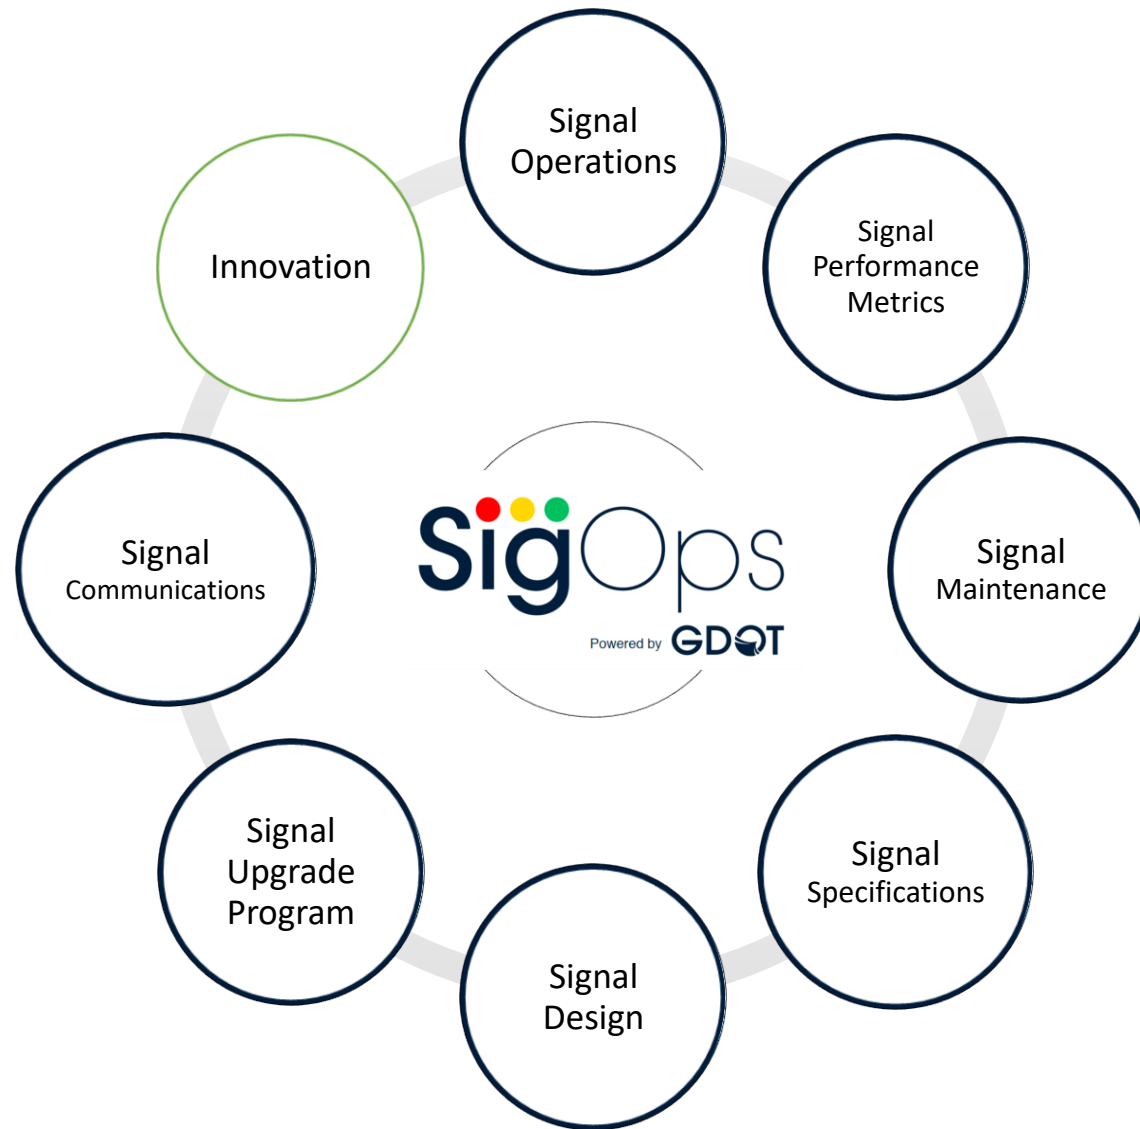 Signal
Operations
Signal
Performance
Metrics
Signal
Maintenance
Signal
Specifications
Signal
Design
Signal
Upgrade
Program
Signal
Communications
Innovation
SigOps
Powered by GDOT